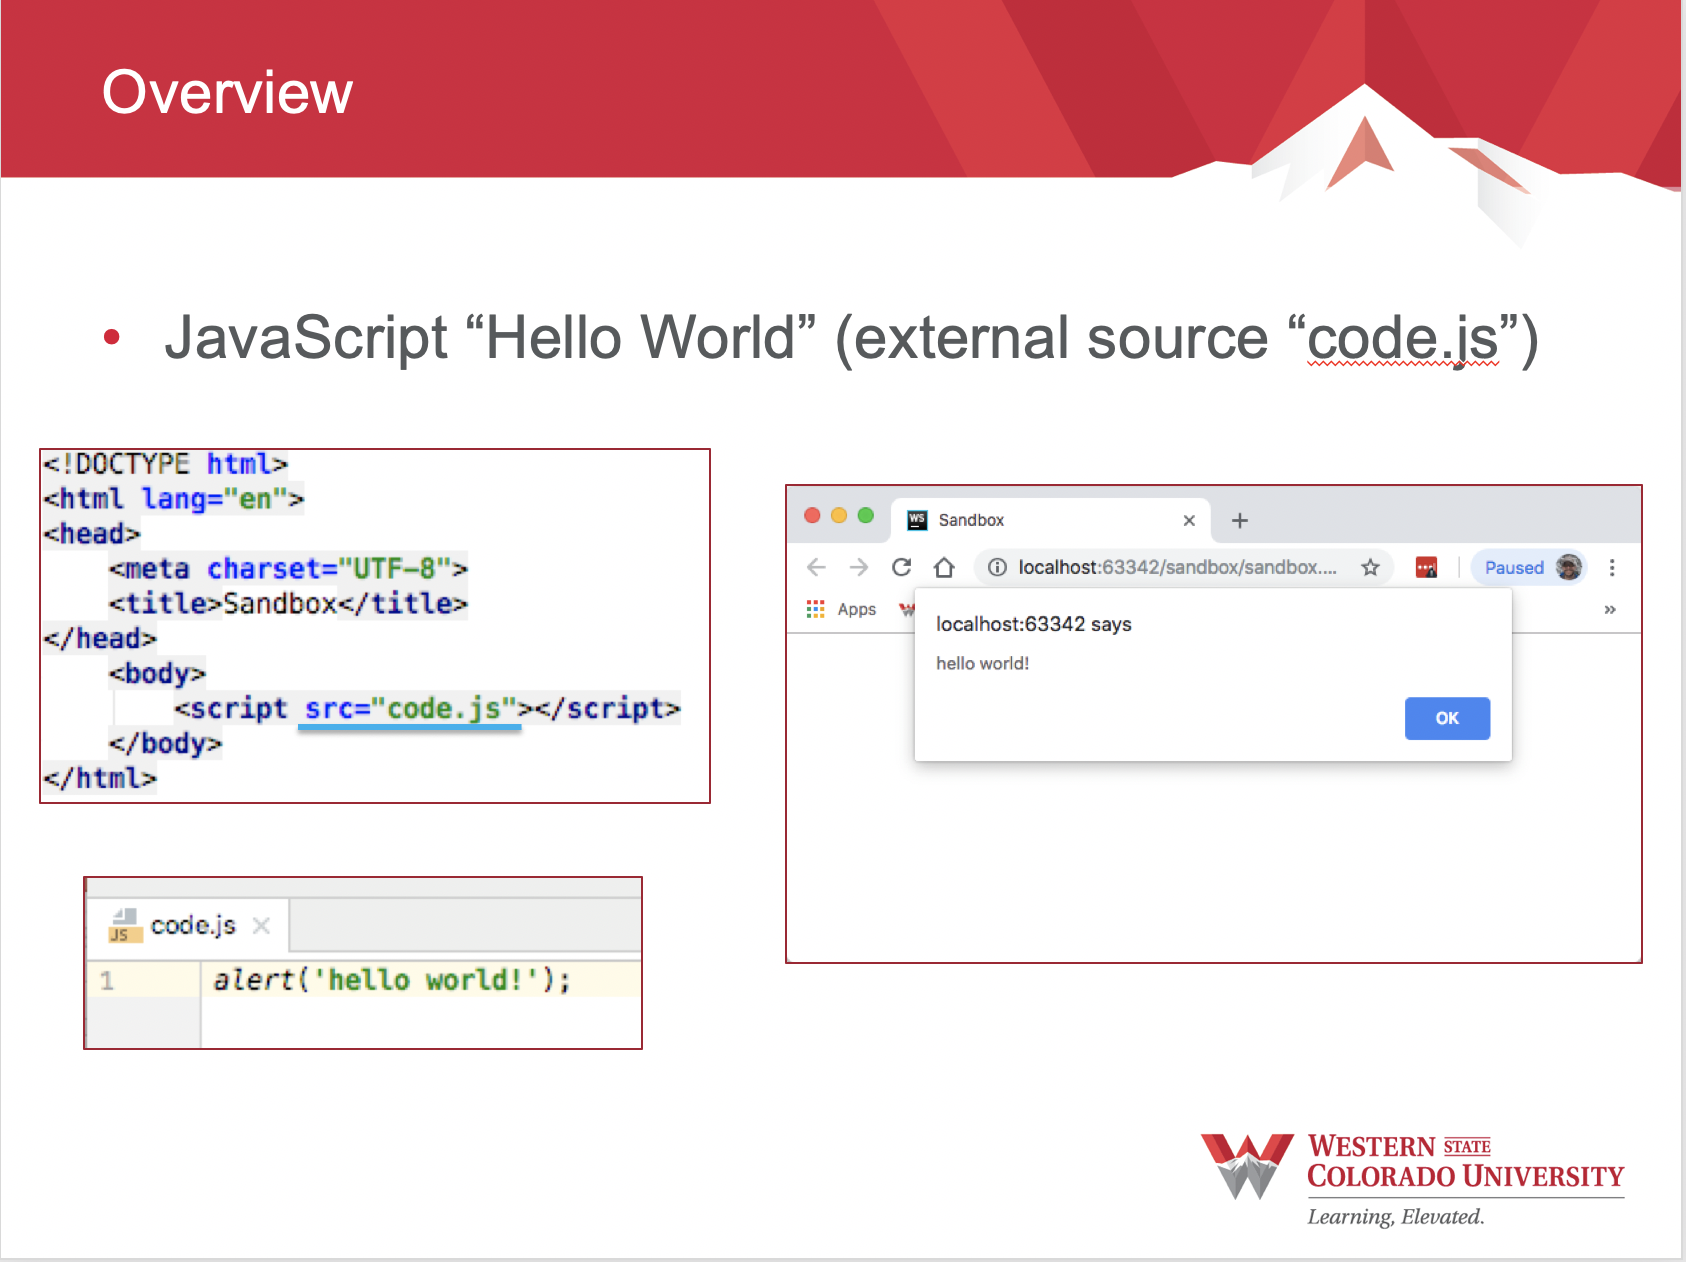 Overview
• JavaScript “Hello World” (external source “code.js”)
<!DOCTYPE html>
<html lang="en">
<head>
<meta charset="UTF-8">
<title>Sandbox</title>
</head>
<body>
<script src="code.js"></script>
</body>
</html>
code.js
JS
1 alert('hello world!');
WS Sandbox
localhost:63342/sandbox/sandbox.... Paused
Apps »
localhost:63342 says
hello world!
OK
WESTERN STATE
COLORADO UNIVERSITY
Learning, Elevated.